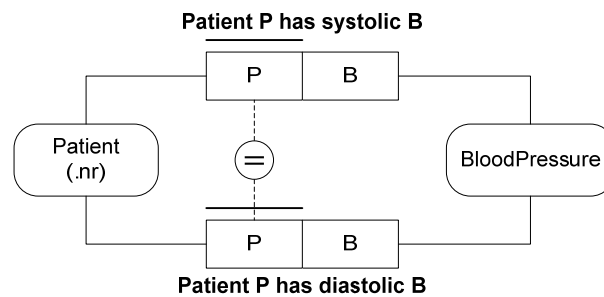 Patient P has systolic B
P B
Patient
(.nr)
=
BloodPressure
P B
Patient P has diastolic B